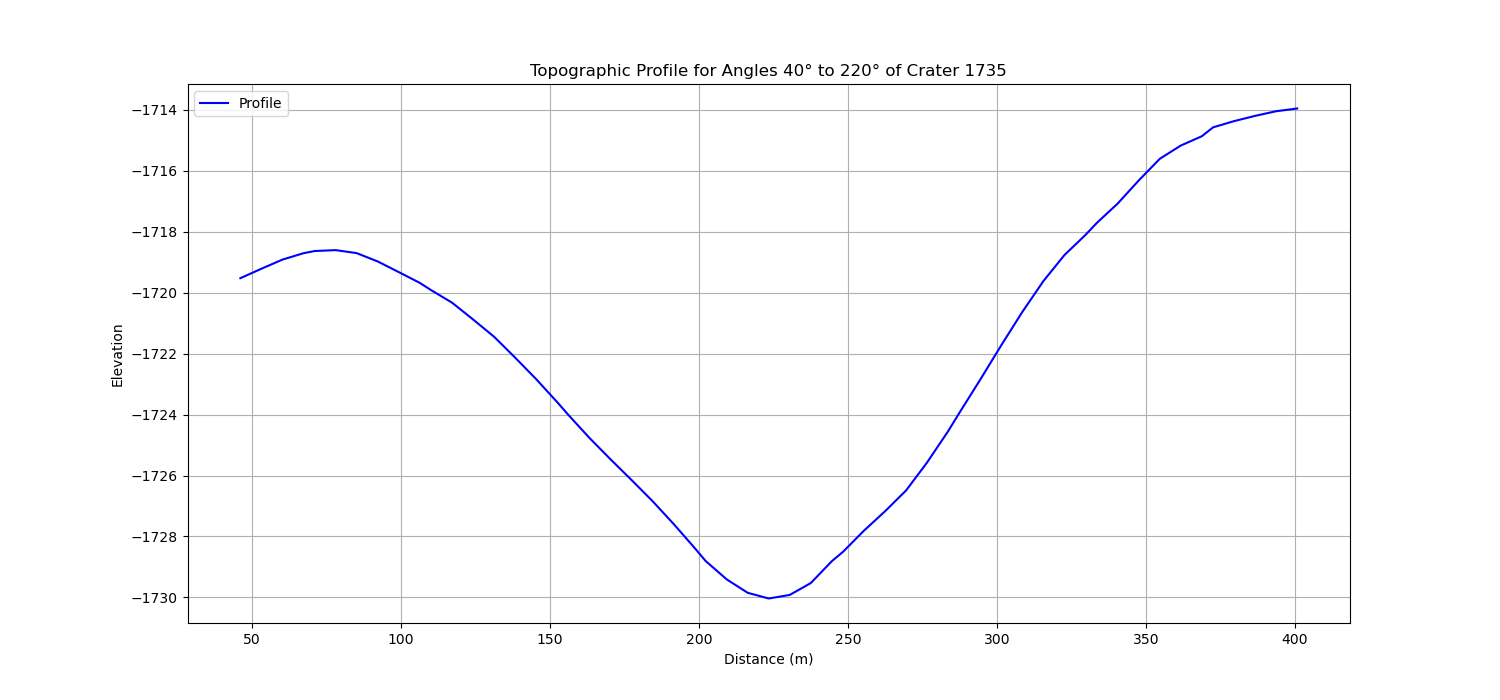 Topographic Profile for Angles 40° to 220° of Crater 1735
Profile
−1714
−1716
−1718
−1720
−1722
−1724
−1726
−1728
−1730
Elevation
50 100 150 200 250 300 350 400
Distance (m)